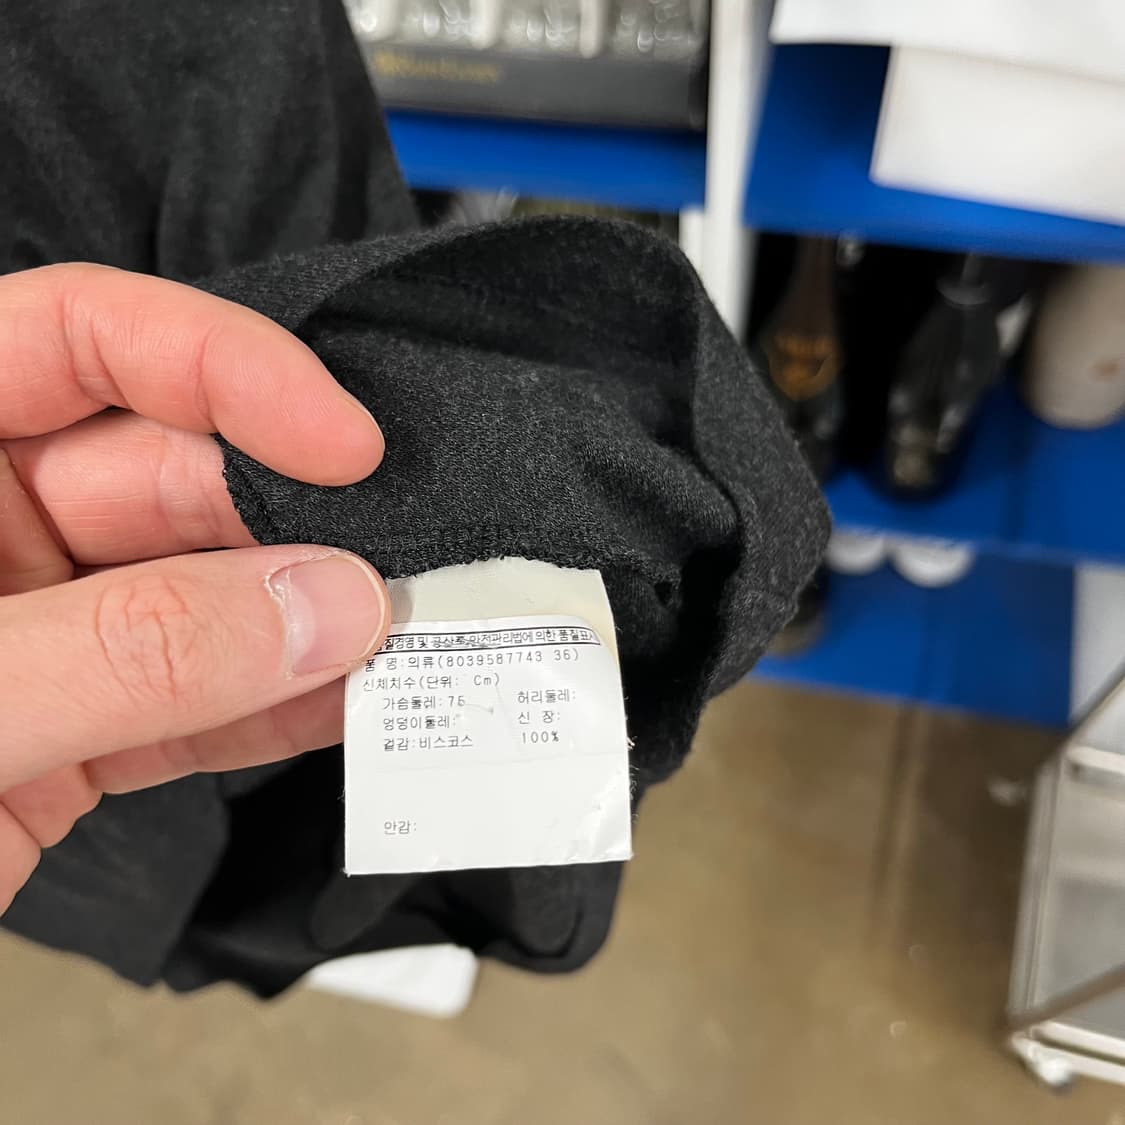 질경영 및 공산품 안전관리법에 의한 품질표시
품 명:의류(8039587743 36)
신체치수(단위: Cm)
가슴둘레:76 허리둘레:
엉덩이둘레: 신 장:
겉감:비스코스 100%
안감: